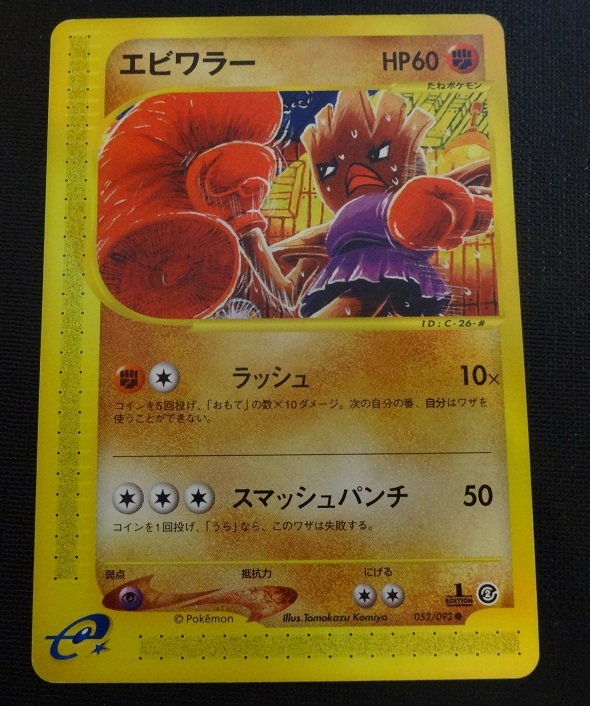 エビワラー HP60
たねポケモン
ID:C-26-#
ラッシュ 10×
コインを5回投げ、「おもて」の数×10ダメージ。次の自分の番、自分はワザを
使うことができない。
スマッシュパンチ 50
コインを1回投げ、「うら」なら、このワザは失敗する。
弱点 抵抗力 にげる
1 EDITION
© Pokémon Illus.Tomokazu Komiya 052/092 ●
e